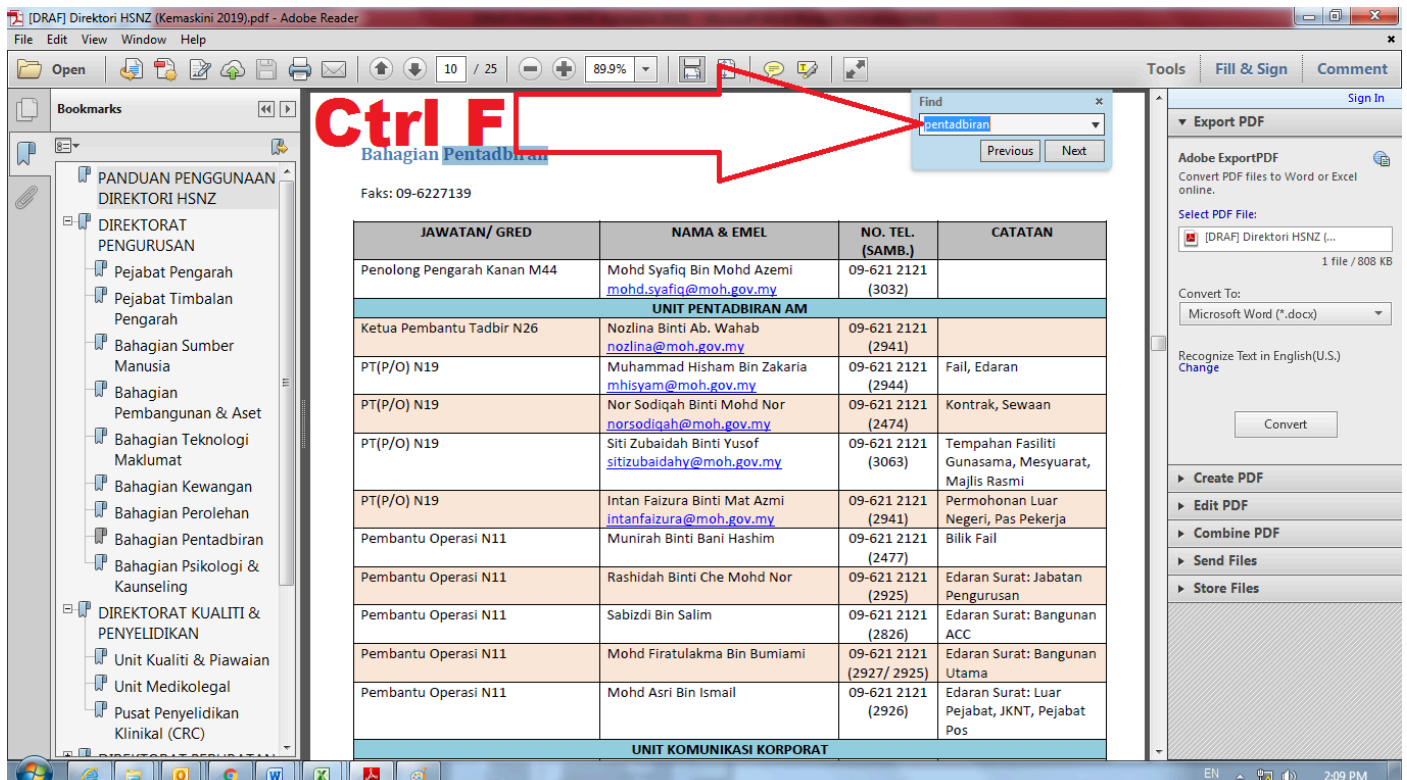 [DRAF] Direktori HSNZ (Kemaskini 2019).pdf - Adobe Reader
File Edit View Window Help
Open 10 / 25 89.9% Tools Fill & Sign Comment
Bookmarks
PANDUAN PENGGUNAAN
DIREKTORI HSNZ
DIREKTORAT
PENGURUSAN
Pejabat Pengarah
Pejabat Timbalan
Pengarah
Bahagian Sumber
Manusia
Bahagian
Pembangunan & Aset
Bahagian Teknologi
Maklumat
Bahagian Kewangan
Bahagian Perolehan
Bahagian Pentadbiran
Bahagian Psikologi &
Kaunseling
DIREKTORAT KUALITI &
PENYELIDIKAN
Unit Kualiti & Piawaian
Unit Medikolegal
Pusat Penyelidikan
Klinikal (CRC)
DIREKTORAT PERUBATAN
Ctrl F
Find
pentadbiran
Previous Next
Bahagian Pentadbiran
Faks: 09-6227139
JAWATAN/ GRED NAMA & EMEL NO. TEL. CATATAN
(SAMB.)
Penolong Pengarah Kanan M44 Mohd Syafiq Bin Mohd Azemi 09-621 2121
mohd.syafiq@moh.gov.my (3032)
UNIT PENTADBIRAN AM
Ketua Pembantu Tadbir N26 Nozlina Binti Ab. Wahab 09-621 2121
nozlina@moh.gov.my (2941)
PT(P/O) N19 Muhammad Hisham Bin Zakaria 09-621 2121 Fail, Edaran
mhisyam@moh.gov.my (2944)
PT(P/O) N19 Nor Sodiqah Binti Mohd Nor 09-621 2121 Kontrak, Sewaan
norsodiqah@moh.gov.my (2474)
PT(P/O) N19 Siti Zubaidah Binti Yusof 09-621 2121 Tempahan Fasiliti
sitizubaidahy@moh.gov.my (3063) Gunasama, Mesyuarat,
Majlis Rasmi
PT(P/O) N19 Intan Faizura Binti Mat Azmi 09-621 2121 Permohonan Luar
intanfaizura@moh.gov.my (2941) Negeri, Pas Pekerja
Pembantu Operasi N11 Munirah Binti Bani Hashim 09-621 2121 Bilik Fail
(2477)
Pembantu Operasi N11 Rashidah Binti Che Mohd Nor 09-621 2121 Edaran Surat: Jabatan
(2925) Pengurusan
Pembantu Operasi N11 Sabizdi Bin Salim 09-621 2121 Edaran Surat: Bangunan
(2826) ACC
Pembantu Operasi N11 Mohd Firatulakma Bin Bumiami 09-621 2121 Edaran Surat: Bangunan
(2927/ 2925) Utama
Pembantu Operasi N11 Mohd Asri Bin Ismail 09-621 2121 Edaran Surat: Luar
(2926) Pejabat, JKNT, Pejabat
Pos
UNIT KOMUNIKASI KORPORAT
Sign In
Export PDF
Adobe ExportPDF
Convert PDF files to Word or Excel
online.
Select PDF File:
[DRAF] Direktori HSNZ (...
1 file / 808 KB
Convert To:
Microsoft Word (*.docx)
Recognize Text in English(U.S.)
Change
Convert
Create PDF
Edit PDF
Combine PDF
Send Files
Store Files
EN 2:09 PM